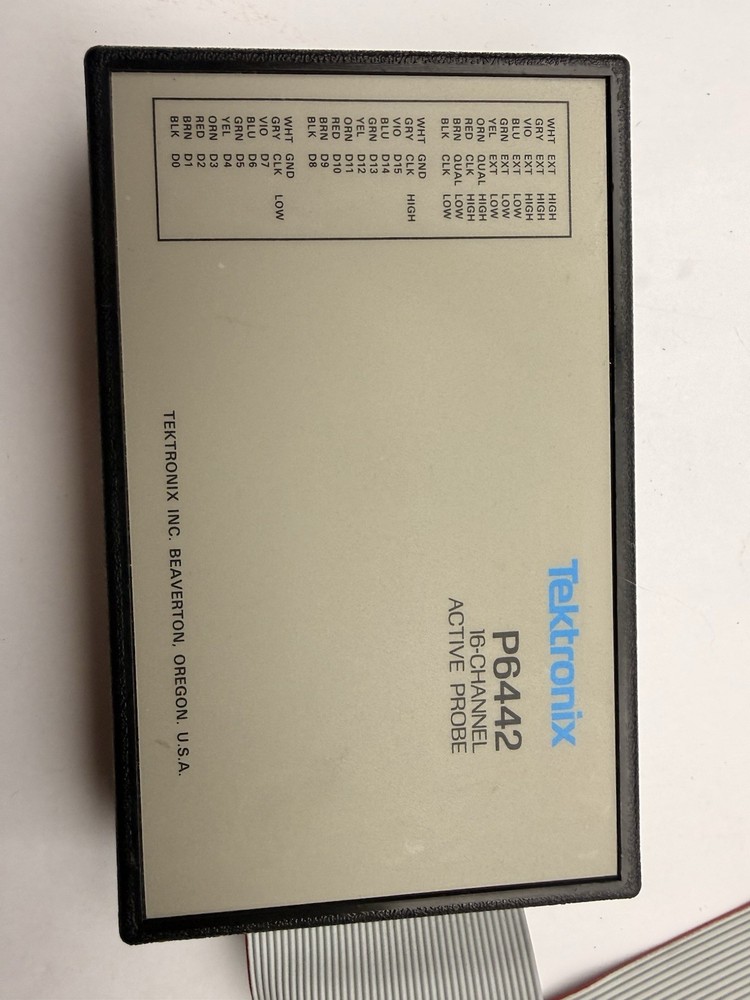 WHT EXT HIGH
GRY EXT HIGH
VIO EXT HIGH
BLU EXT LOW
GRN EXT LOW
YEL EXT LOW
ORN QUAL HIGH
RED CLK HIGH
BRN QUAL LOW
BLK CLK LOW
WHT GND
GRY CLK HIGH
VIO D15
BLU D14
GRN D13
YEL D12
ORN D11
RED D10
BRN D9
BLK D8
WHT GND
GRY CLK LOW
VIO D7
BLU D6
GRN D5
YEL D4
ORN D3
RED D2
BRN D1
BLK D0
Tektronix
P6442
16-CHANNEL
ACTIVE PROBE
TEKTRONIX INC. BEAVERTON, OREGON. U.S.A.